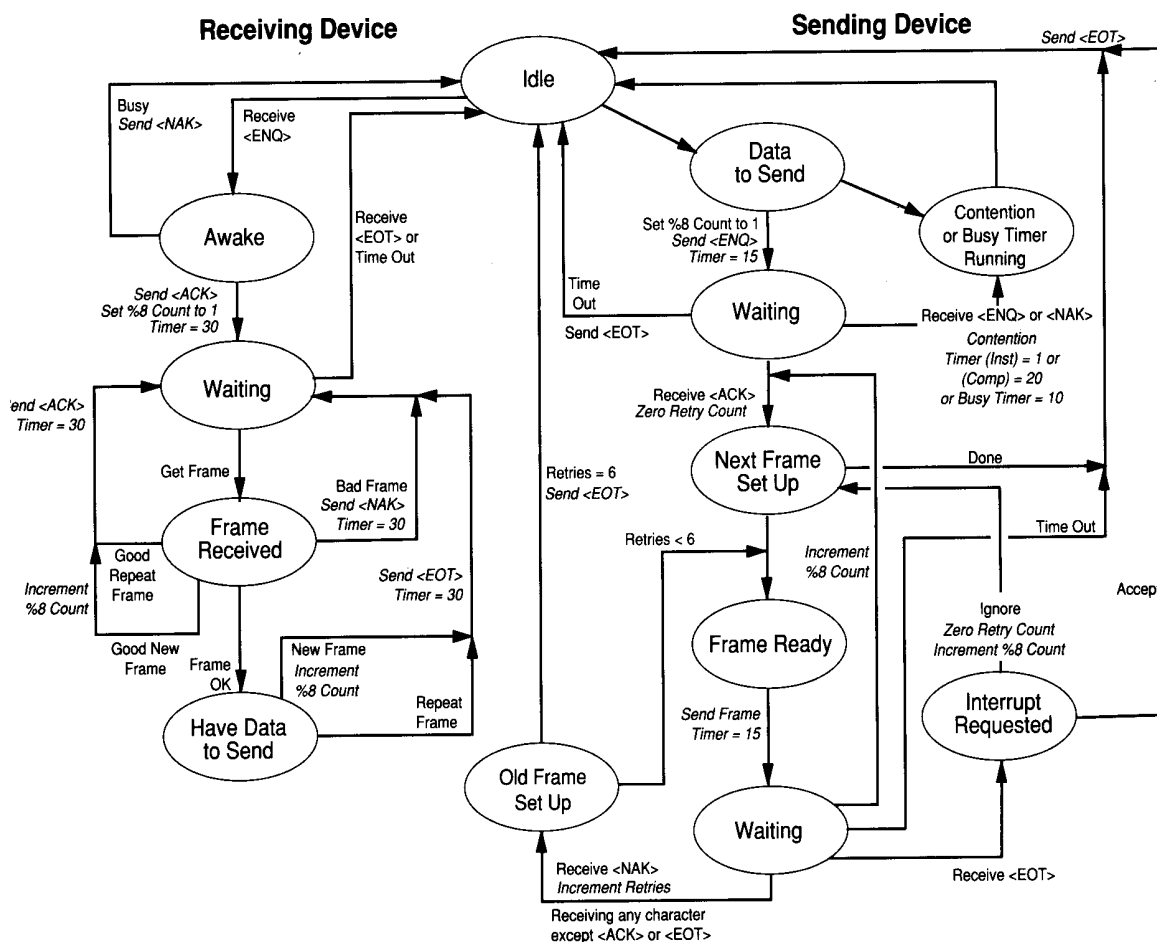 Receiving Device
Sending Device
Send <EOT>
Idle
Busy
Send <NAK>
Receive
<ENQ>
Data
to Send
Awake
Receive
<EOT> or
Time Out
Set %8 Count to 1
Send <ENQ>
Timer = 15
Contention
or Busy Timer
Running
Send <ACK>
Set %8 Count to 1
Timer = 30
Time
Out
Send <EOT>
Waiting
Receive <ENQ> or <NAK>
Contention
Timer (Inst) = 1 or
(Comp) = 20
or Busy Timer = 10
Waiting
end <ACK>
Timer = 30
Receive <ACK>
Zero Retry Count
Get Frame
Bad Frame
Send <NAK>
Timer = 30
Retries = 6
Send <EOT>
Next Frame
Set Up
Done
Frame
Received
Good
Repeat
Frame
Increment
%8 Count
Good New
Frame
Send <EOT>
Timer = 30
Retries < 6
Increment
%8 Count
Time Out
Accept
Ignore
Zero Retry Count
Increment %8 Count
Frame Ready
Frame
OK
New Frame
Increment
%8 Count
Repeat
Frame
Have Data
to Send
Send Frame
Timer = 15
Interrupt
Requested
Old Frame
Set Up
Waiting
Receive <NAK>
Increment Retries
Receive <EOT>
Receiving any character
except <ACK> or <EOT>